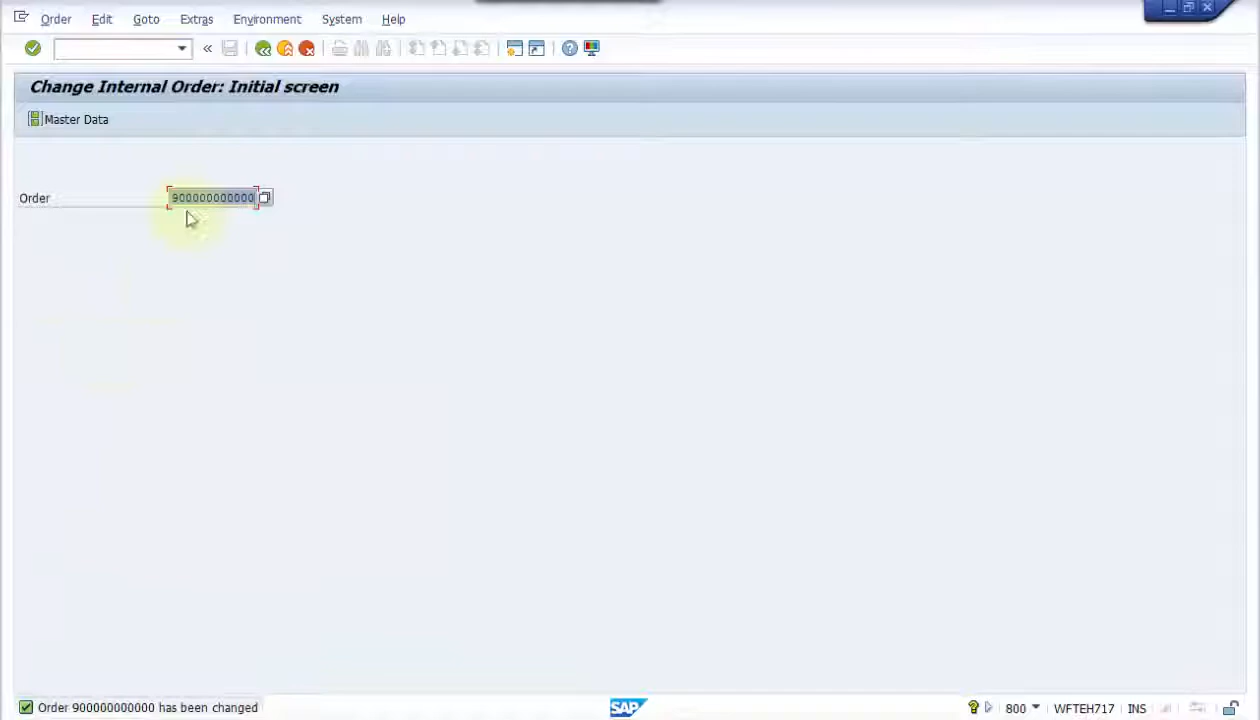 Order Edit Goto Extras Environment System Help
Change Internal Order: Initial screen
Master Data
Order 900000000000
Order 900000000000 has been changed SAP 800 WFTEH717 INS